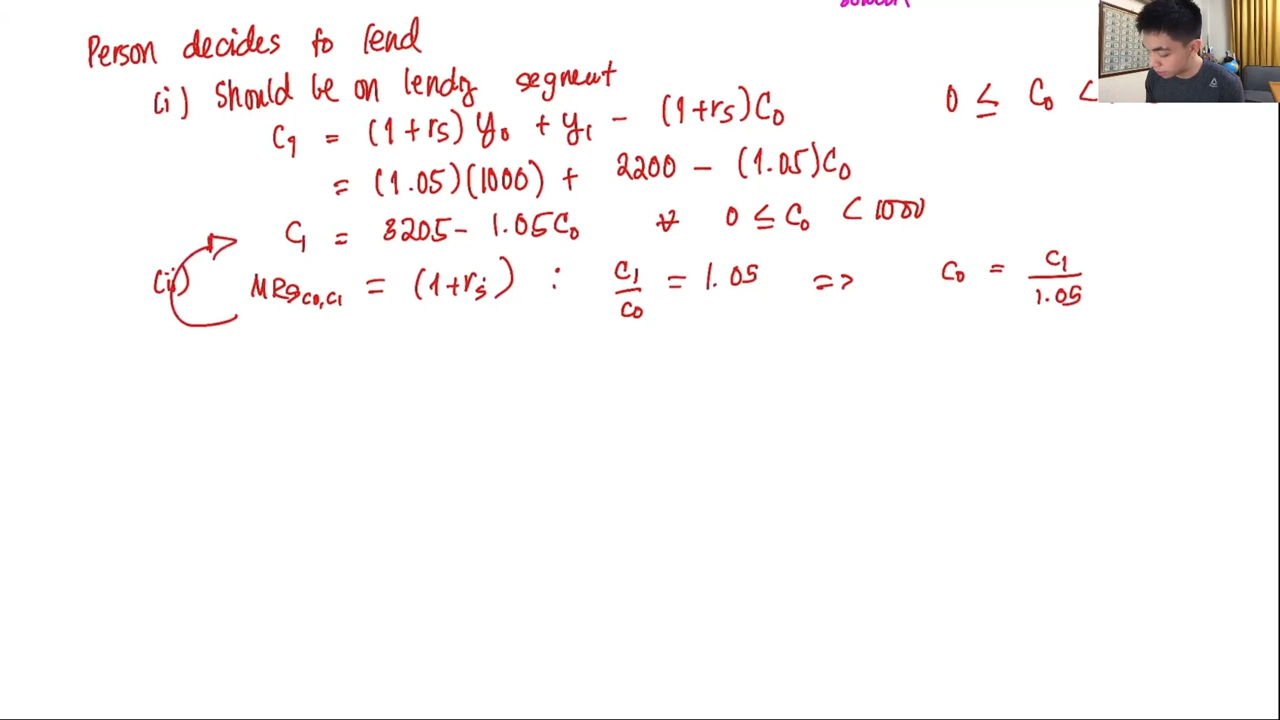 Person decides to lend
(i) Should be on lendg segment
0 ≤ C0 <
C1 = (1+rs) y0 + y1 - (1+rs)C0
= (1.05)(1000) + 2200 - (1.05)C0
C1 = 3205 - 1.05C0 0 ≤ C0 < 1000
(ii) MRSC0,C1 = (1+rs) : C1/C0 = 1.05 => C0 = C1/1.05